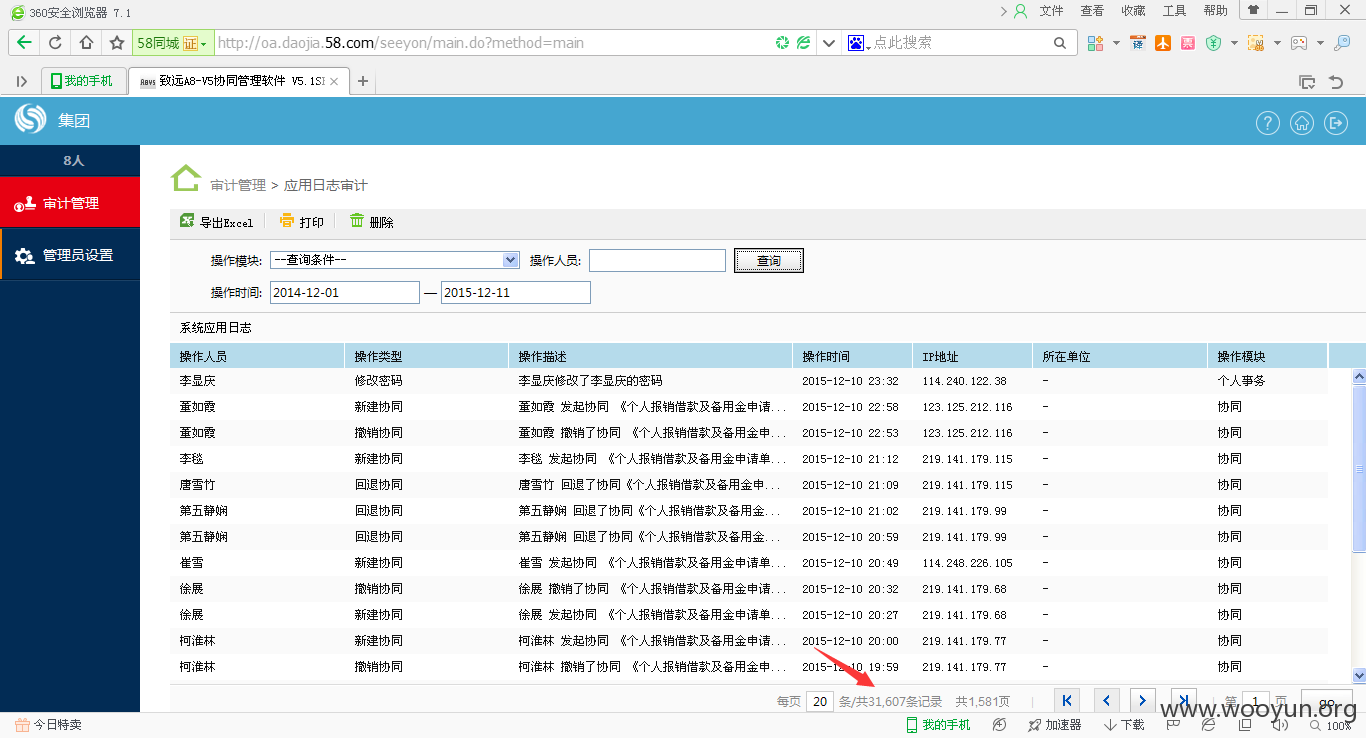 360安全浏览器 7.1 文件 查看 收藏 工具 帮助
58同城 证 http://oa.daojia.58.com/seeyon/main.do?method=main 点此搜索
我的手机 A8V5 致远A8-V5协同管理软件 V5.1SI
集团
8人
审计管理
管理员设置
审计管理 > 应用日志审计
导出Excel 打印 删除
操作模块: --查询条件-- 操作人员: 查询
操作时间: 2014-12-01 — 2015-12-11
系统应用日志
操作人员 操作类型 操作描述 操作时间 IP地址 所在单位 操作模块
李显庆 修改密码 李显庆修改了李显庆的密码 2015-12-10 23:32 114.240.122.38 - 个人事务
董如霞 新建协同 董如霞 发起协同 《个人报销借款及备用金申请... 2015-12-10 22:58 123.125.212.116 - 协同
董如霞 撤销协同 董如霞 撤销了协同 《个人报销借款及备用金申... 2015-12-10 22:53 123.125.212.116 - 协同
李毯 新建协同 李毯 发起协同 《个人报销借款及备用金申请单... 2015-12-10 21:12 219.141.179.115 - 协同
唐雪竹 回退协同 唐雪竹 回退了协同《个人报销借款及备用金申... 2015-12-10 21:09 219.141.179.115 - 协同
第五静娴 回退协同 第五静娴 回退了协同《个人报销借款及备用金... 2015-12-10 21:02 219.141.179.99 - 协同
第五静娴 回退协同 第五静娴 回退了协同《个人报销借款及备用金... 2015-12-10 20:59 219.141.179.99 - 协同
崔雪 新建协同 崔雪 发起协同 《个人报销借款及备用金申请单... 2015-12-10 20:49 114.248.226.105 - 协同
徐展 撤销协同 徐展 撤销了协同 《个人报销借款及备用金申请... 2015-12-10 20:32 219.141.179.68 - 协同
徐展 新建协同 徐展 发起协同 《个人报销借款及备用金申请单... 2015-12-10 20:27 219.141.179.68 - 协同
柯淮林 新建协同 柯淮林 发起协同 《个人报销借款及备用金申请... 2015-12-10 20:00 219.141.179.77 - 协同
柯淮林 撤销协同 柯淮林 撤销了协同 《个人报销借款及备用金申... 2015-12-10 19:59 219.141.179.77 - 协同
每页 20 条/共31,607条记录 共1,581页 第 1 页 go
www.wooyun.org
今日特卖 我的手机 加速器 下载 100%